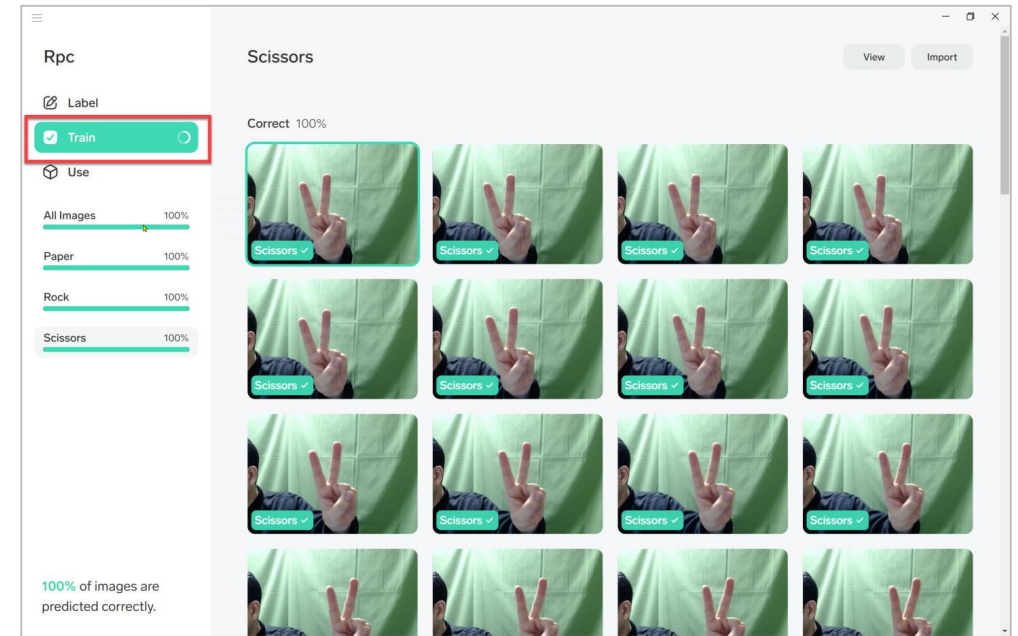 Rpc
Label
Train
Use
All Images 100%
Paper 100%
Rock 100%
Scissors 100%
100% of images are
predicted correctly.
Scissors
View Import
Correct 100%
Scissors ✓ Scissors ✓ Scissors ✓ Scissors ✓
Scissors ✓ Scissors ✓ Scissors ✓ Scissors ✓
Scissors ✓ Scissors ✓ Scissors ✓ Scissors ✓